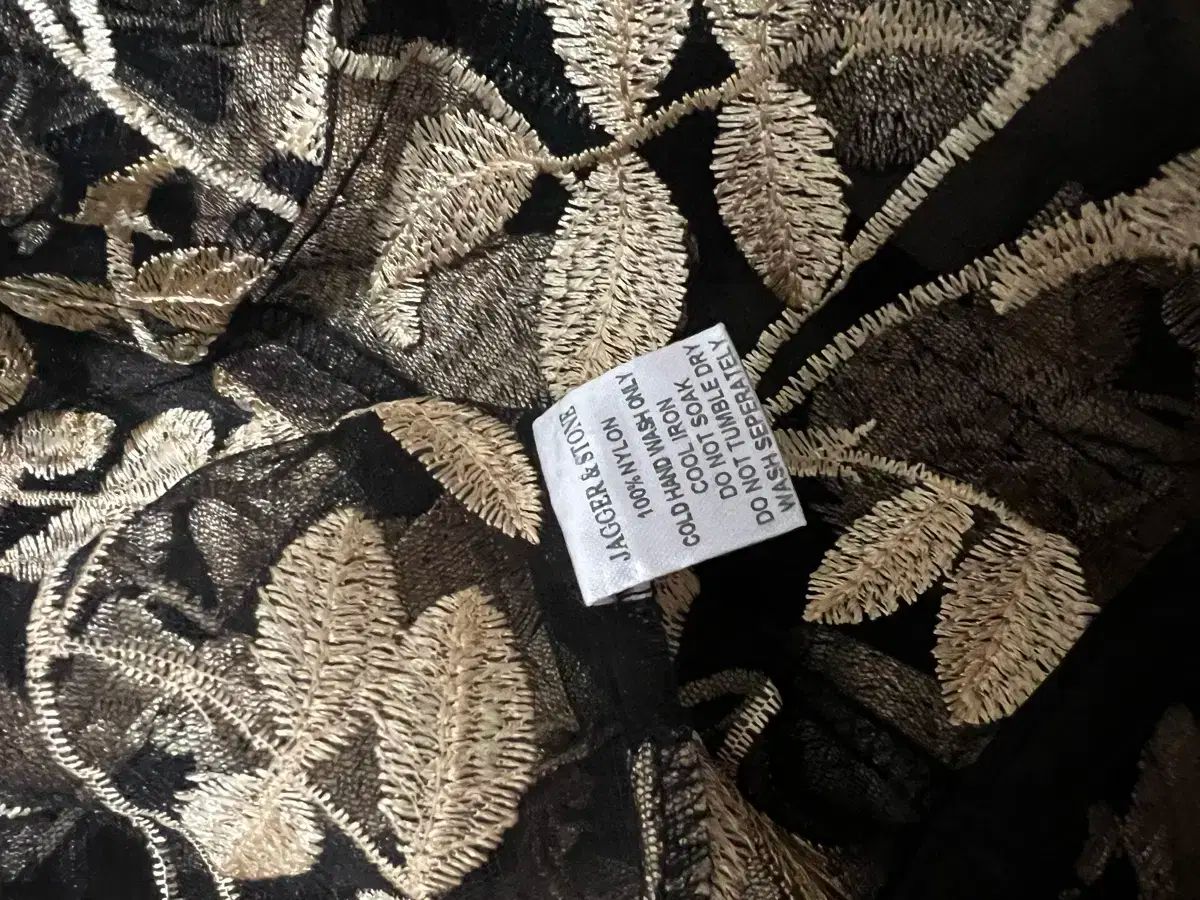 JAGGER & STONE
100% NYLON
COLD HAND WASH ONLY
COOL IRON
DO NOT SOAK
DO NOT TUMBLE DRY
WASH SEPERATELY